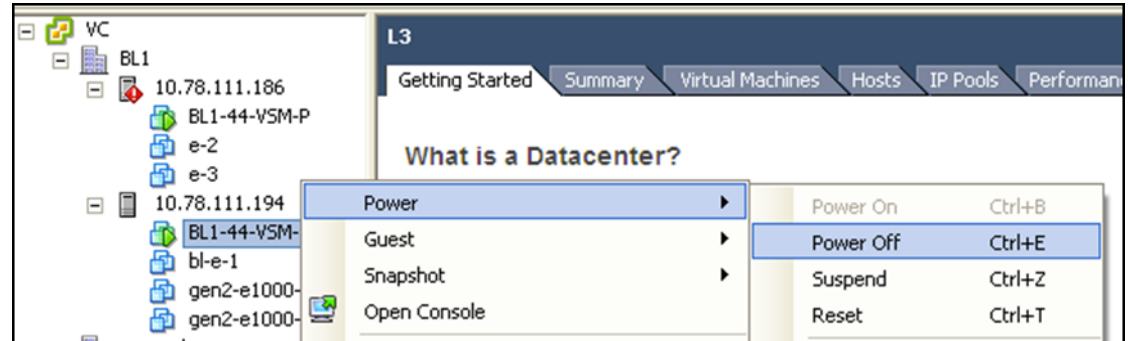 VC
BL1
10.78.111.186
BL1-44-VSM-P
e-2
e-3
10.78.111.194
BL1-44-VSM-
bl-e-1
gen2-e1000-
gen2-e1000-
L3
Getting Started Summary Virtual Machines Hosts IP Pools Performan
What is a Datacenter?
Power
Guest
Snapshot
Open Console
Power On Ctrl+B
Power Off Ctrl+E
Suspend Ctrl+Z
Reset Ctrl+T